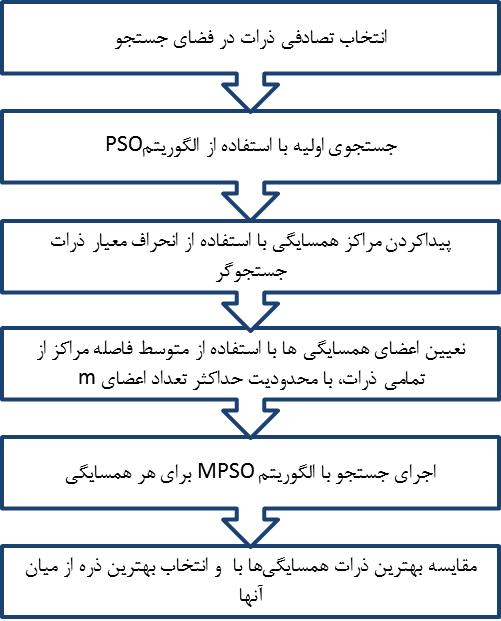 انتخاب تصادفی ذرات در فضای جستجو
جستجوی اولیه با استفاده از الگوریتمPSO
پیداکردن مراکز همسایگی با استفاده از انحراف معیار ذرات
جستجوگر
نعیین اعضای همسایگی ها با استفاده از متوسط فاصله مراکز از
تمامی ذرات، با محدودیت حداکثر تعداد اعضای m
اجرای جستجو با الگوریتم MPSO برای هر همسایگی
مقایسه بهترین ذرات همسایگی‌ها با و انتخاب بهترین ذره از میان
آنها